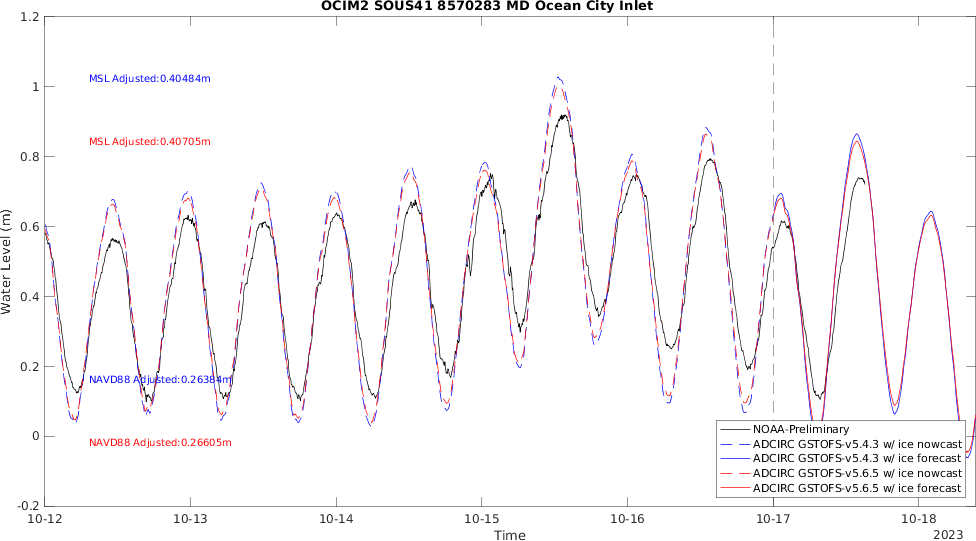 OCIM2 SOUS41 8570283 MD Ocean City Inlet
1.2
1
0.8
0.6
0.4
0.2
0
-0.2
Water Level (m)
MSL Adjusted:0.40484m
MSL Adjusted:0.40705m
NAVD88 Adjusted:0.26384m
NAVD88 Adjusted:0.26605m
NOAA-Preliminary
ADCIRC GSTOFS-v5.4.3 w/ ice nowcast
ADCIRC GSTOFS-v5.4.3 w/ ice forecast
ADCIRC GSTOFS-v5.6.5 w/ ice nowcast
ADCIRC GSTOFS-v5.6.5 w/ ice forecast
10-12 10-13 10-14 10-15 10-16 10-17 10-18
Time
2023